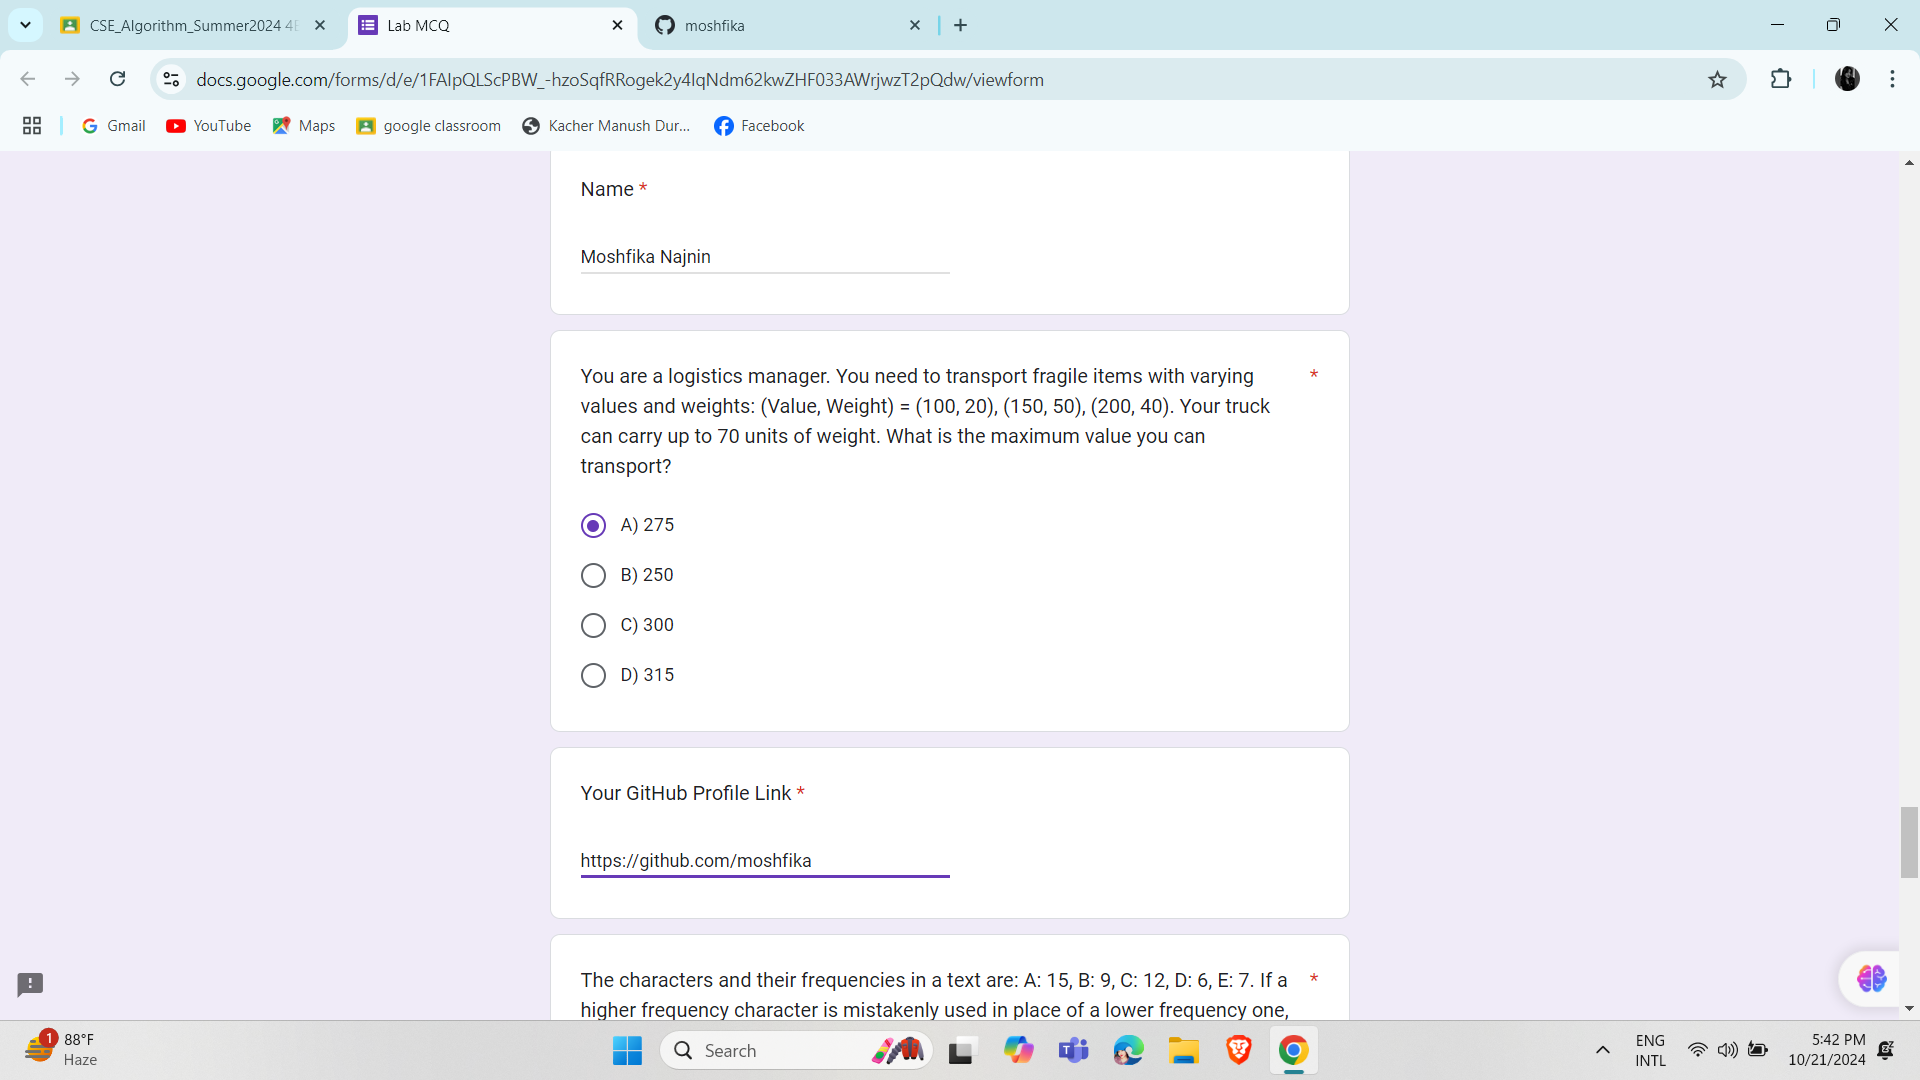 CSE_Algorithm_Summer2024 4E
Lab MCQ
moshfika
docs.google.com/forms/d/e/1FAIpQLScPBW_-hzoSqfRRogek2y4IqNdm62kwZHF033AWrjwzT2pQdw/viewform
Gmail
YouTube
Maps
google classroom
Kacher Manush Dur...
Facebook
Name *
Moshfika Najnin
You are a logistics manager. You need to transport fragile items with varying *
values and weights: (Value, Weight) = (100, 20), (150, 50), (200, 40). Your truck
can carry up to 70 units of weight. What is the maximum value you can
transport?
A) 275
B) 250
C) 300
D) 315
Your GitHub Profile Link *
https://github.com/moshfika
The characters and their frequencies in a text are: A: 15, B: 9, C: 12, D: 6, E: 7. If a *
higher frequency character is mistakenly used in place of a lower frequency one,
1
88°F
Haze
Search
ENG
INTL
5:42 PM
10/21/2024